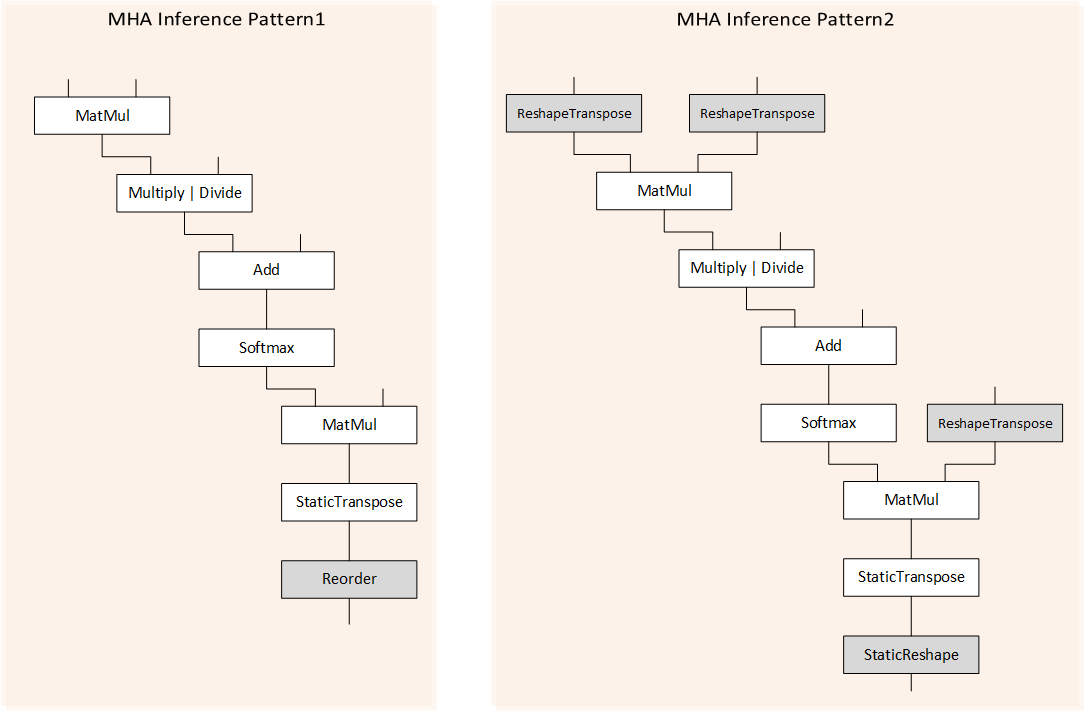 MHA Inference Pattern1
MatMul
Multiply | Divide
Add
Softmax
MatMul
StaticTranspose
Reorder
MHA Inference Pattern2
ReshapeTranspose
ReshapeTranspose
MatMul
Multiply | Divide
Add
Softmax
ReshapeTranspose
MatMul
StaticTranspose
StaticReshape